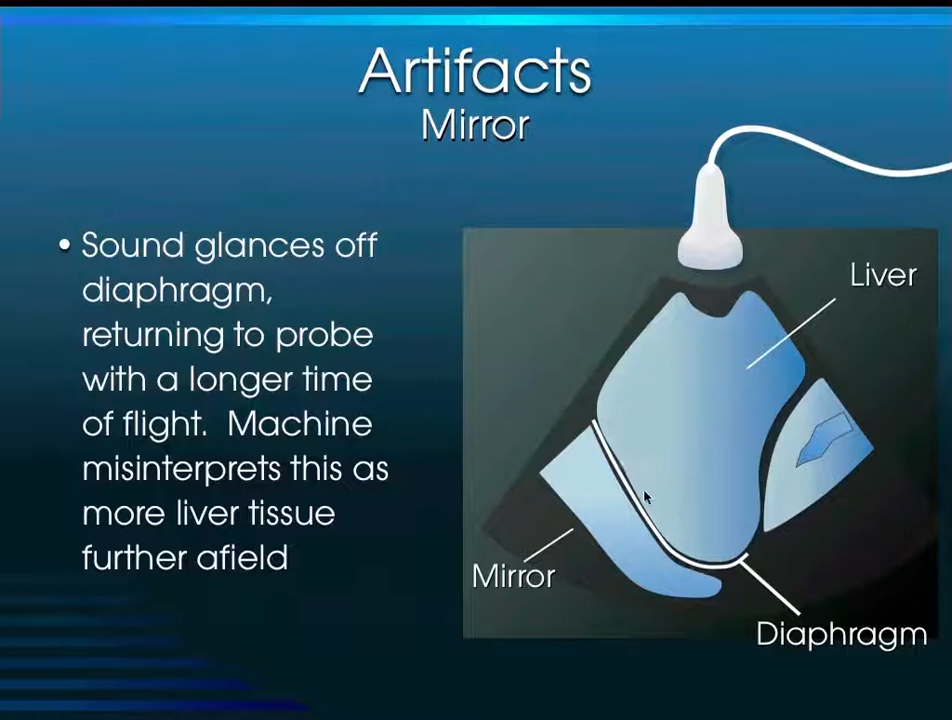 Artifacts
Mirror
• Sound glances off
diaphragm,
returning to probe
with a longer time
of flight.  Machine
misinterprets this as
more liver tissue
further afield
Liver
Mirror
Diaphragm